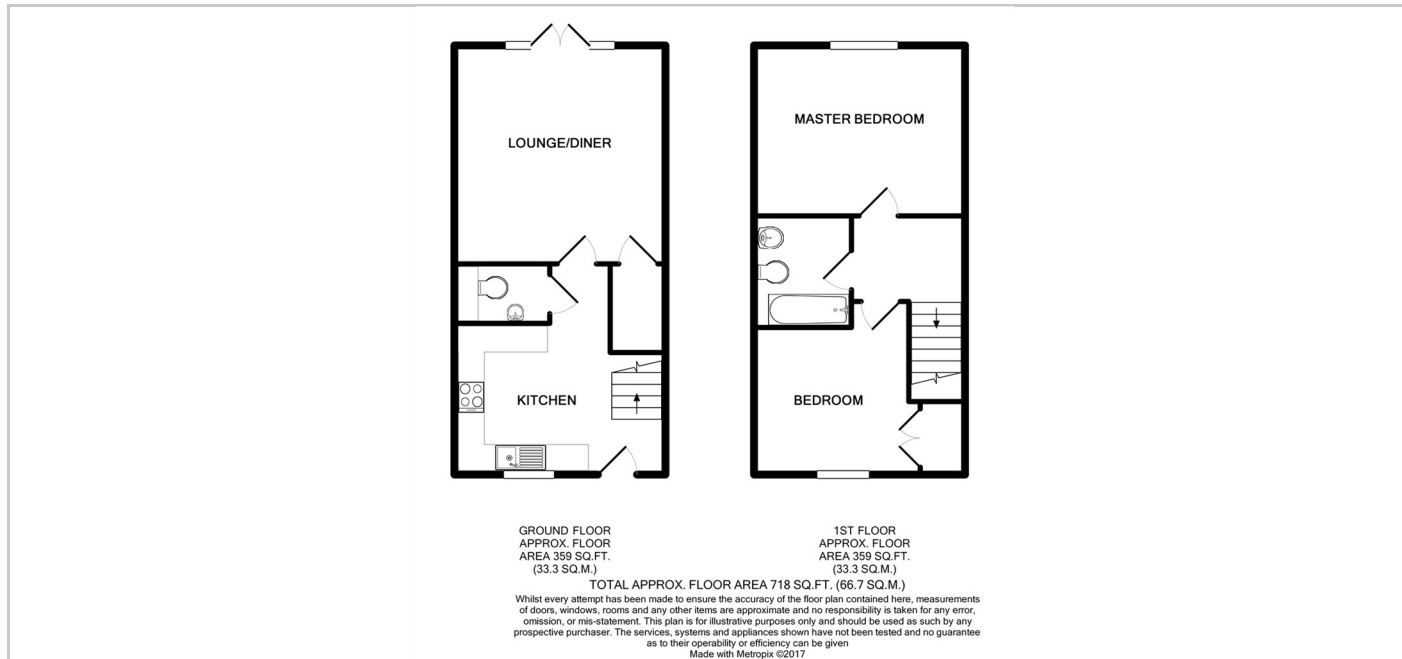 LOUNGE/DINER
KITCHEN
MASTER BEDROOM
BEDROOM
GROUND FLOOR
APPROX. FLOOR
AREA 359 SQ.FT.
(33.3 SQ.M.)
1ST FLOOR
APPROX. FLOOR
AREA 359 SQ.FT.
(33.3 SQ.M.)
TOTAL APPROX. FLOOR AREA 718 SQ.FT. (66.7 SQ.M.)
Whilst every attempt has been made to ensure the accuracy of the floor plan contained here, measurements
of doors, windows, rooms and any other items are approximate and no responsibility is taken for any error,
omission, or mis-statement. This plan is for illustrative purposes only and should be used as such by any
prospective purchaser. The services, systems and appliances shown have not been tested and no guarantee
as to their operability or efficiency can be given
Made with Metropix ©2017